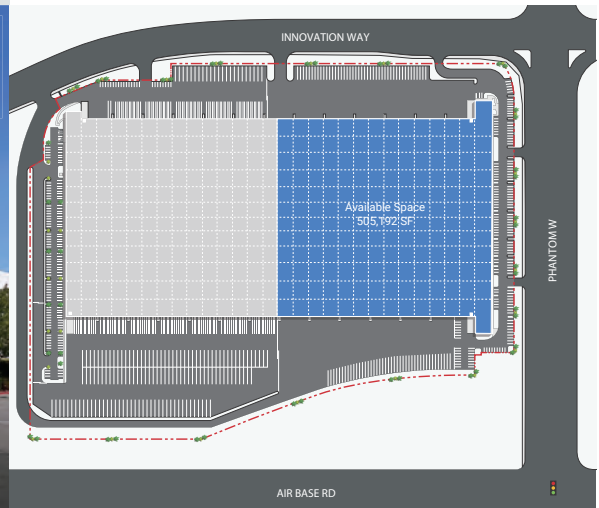 INNOVATION WAY
Available Space
505,192 SF
PHANTOM W
AIR BASE RD